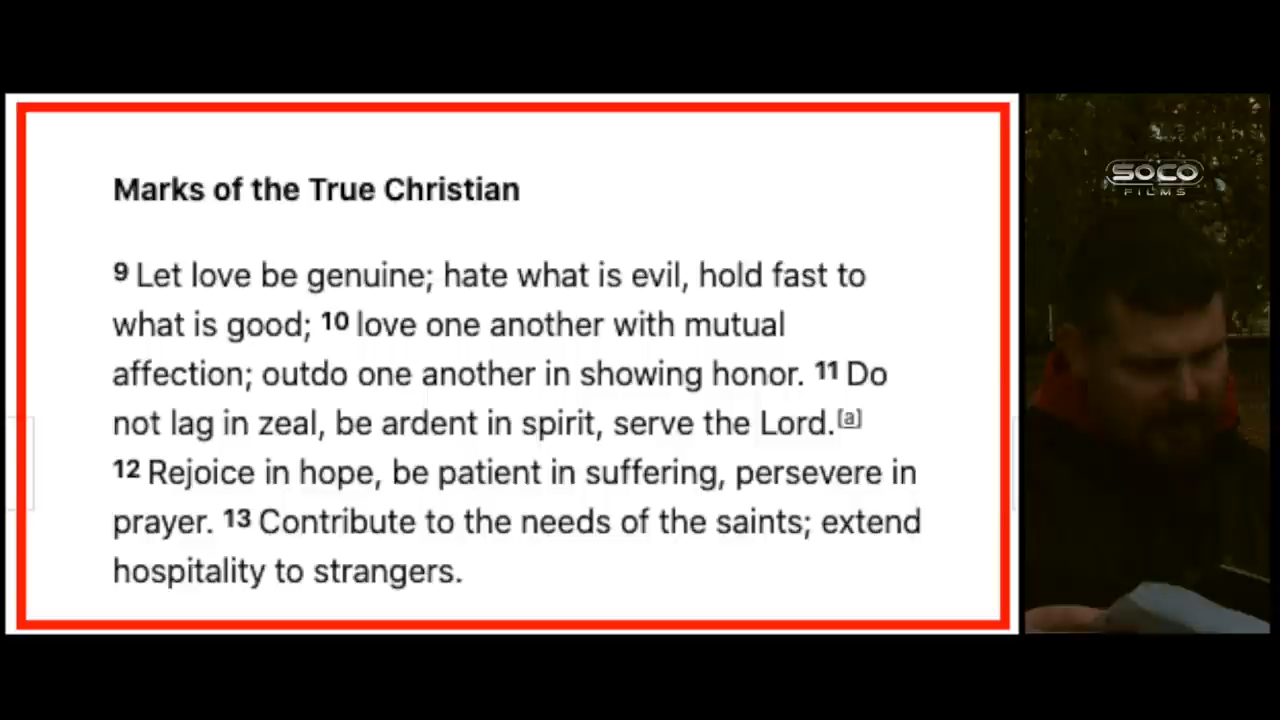 Marks of the True Christian
9 Let love be genuine; hate what is evil, hold fast to
what is good; 10 love one another with mutual
affection; outdo one another in showing honor. 11 Do
not lag in zeal, be ardent in spirit, serve the Lord.[a]
12 Rejoice in hope, be patient in suffering, persevere in
prayer. 13 Contribute to the needs of the saints; extend
hospitality to strangers.
SOCO
FILMS